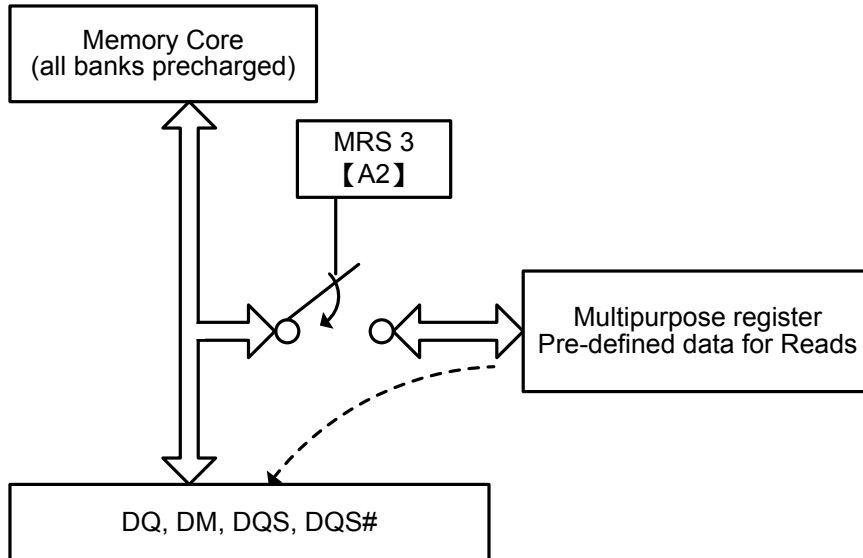 Memory Core
(all banks precharged)
MRS 3
【A2】
Multipurpose register
Pre-defined data for Reads
DQ, DM, DQS, DQS#